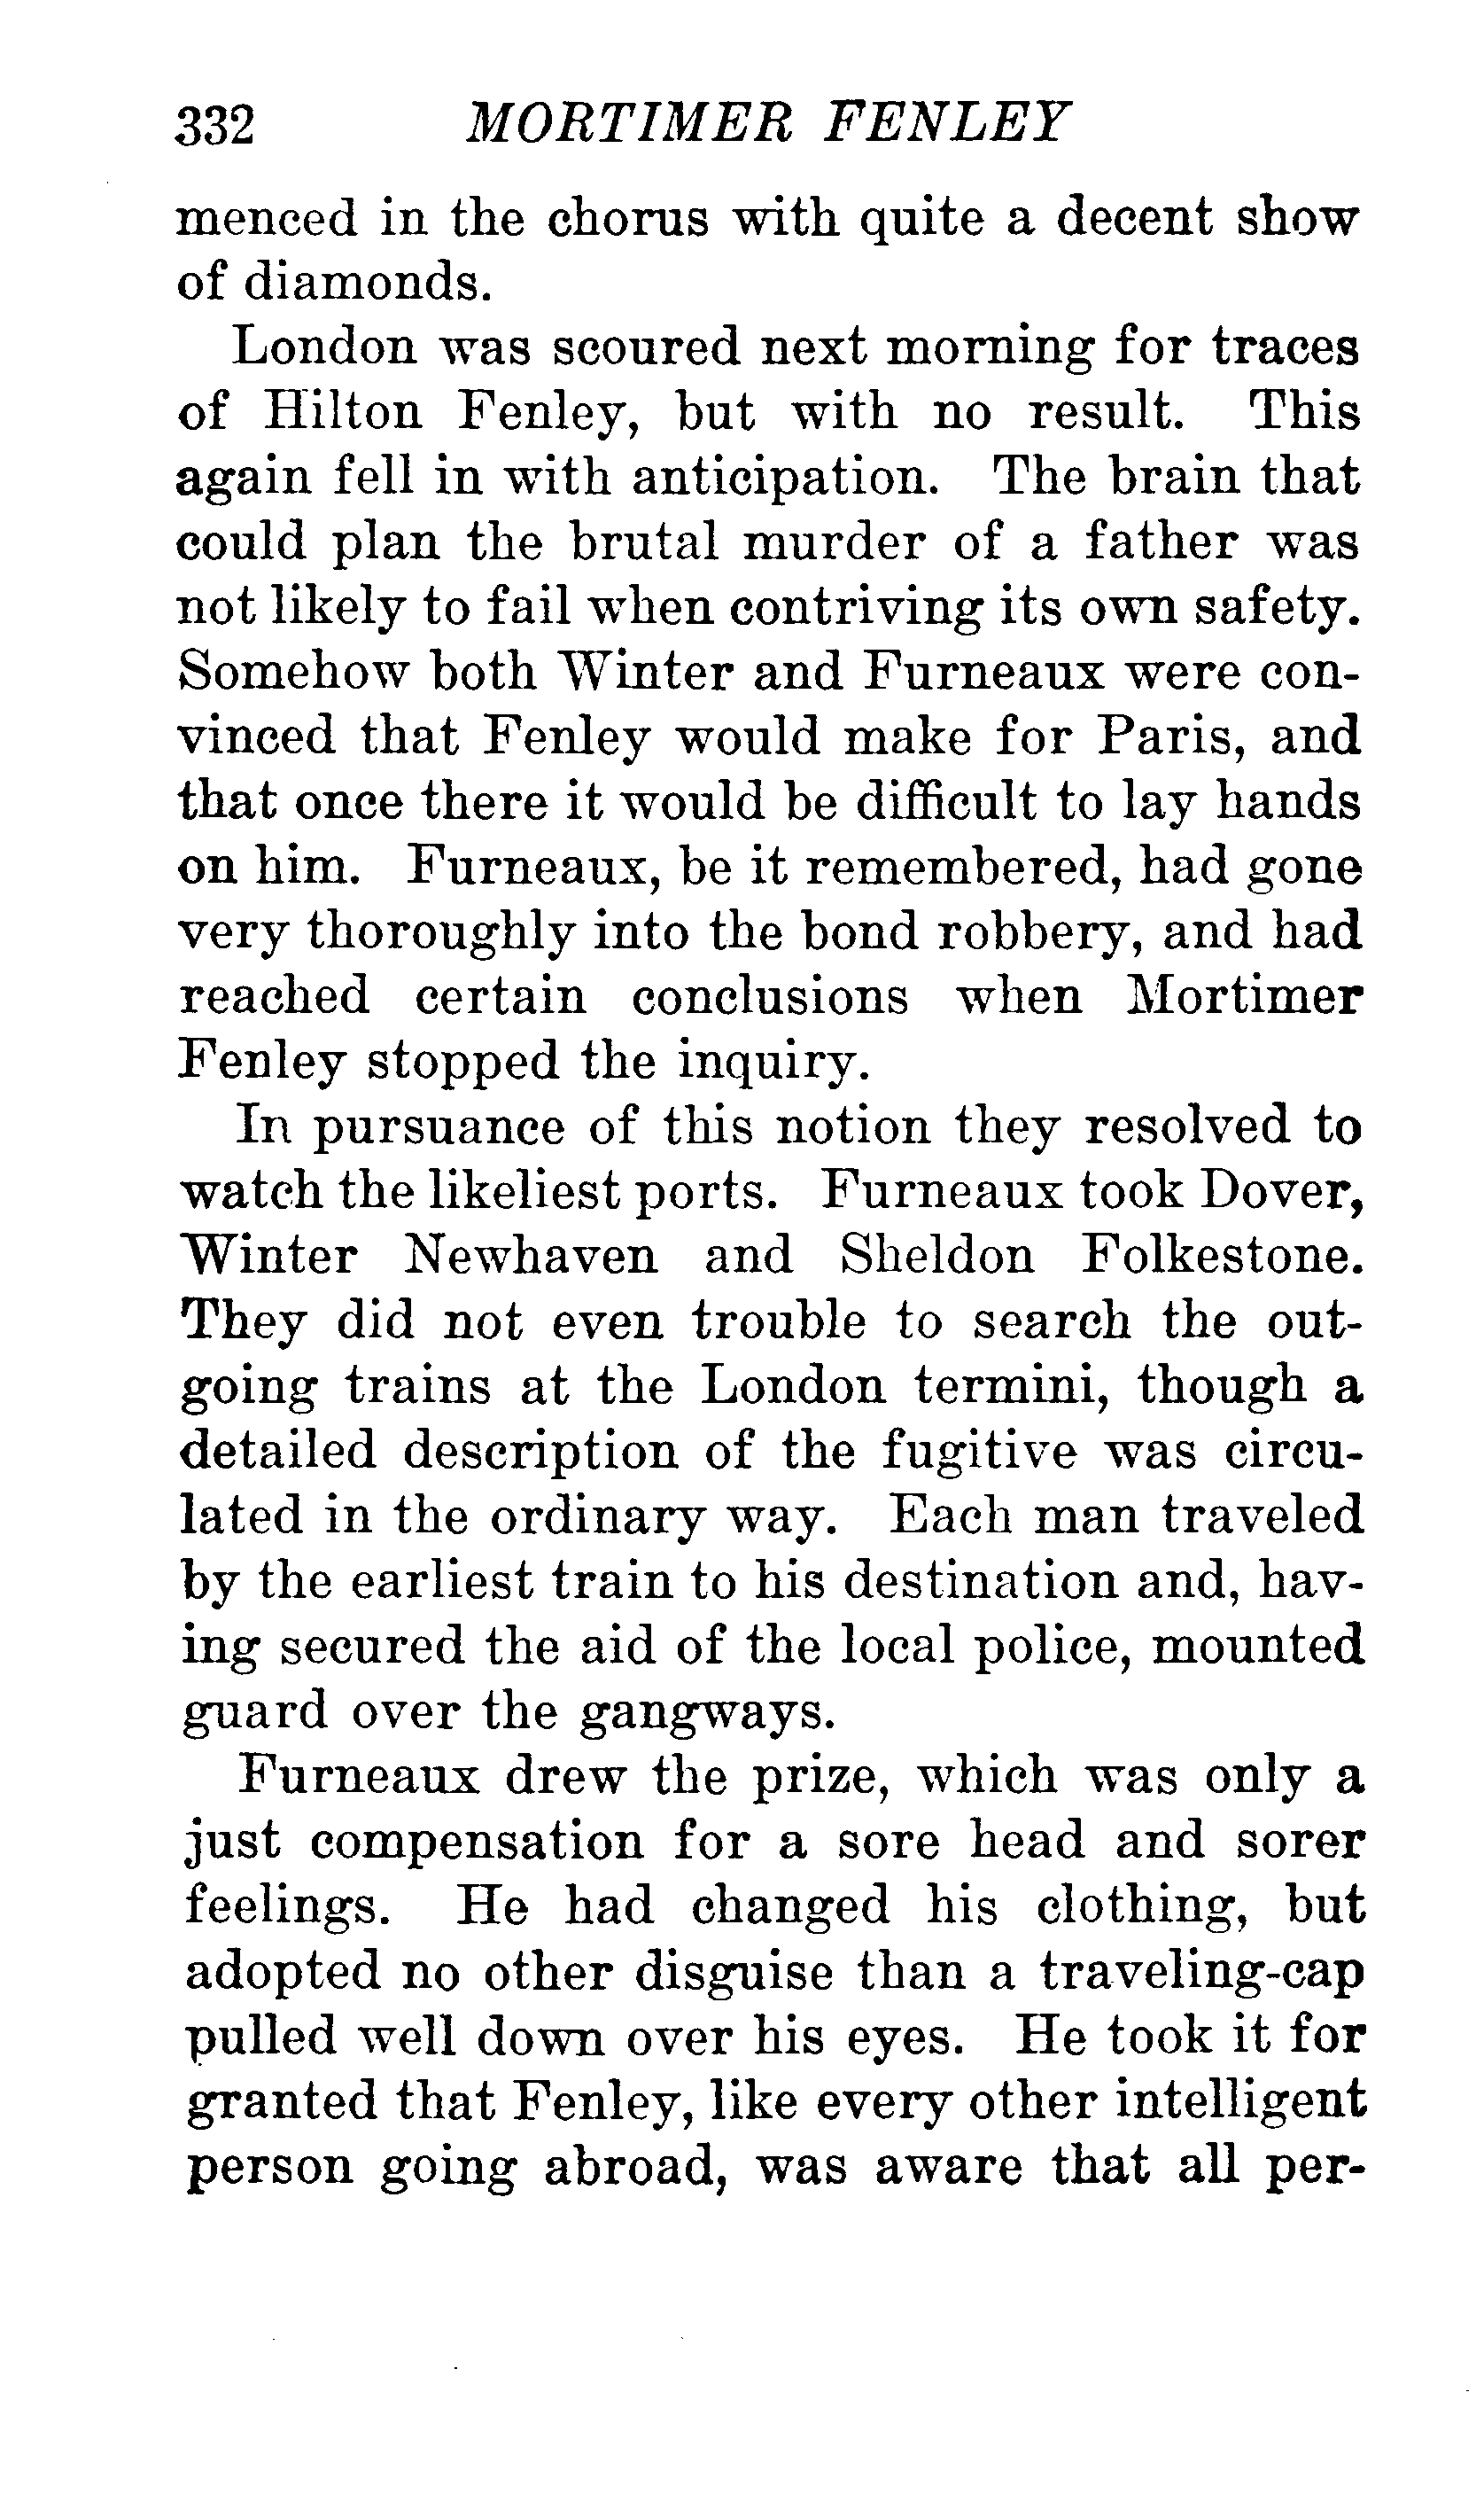 332 MORTIMER FENLEY
menced in the chorus with quite a decent show
of diamonds.
London was scoured next morning for traces
of Hilton Fenley, but with no result. This
again fell in with anticipation. The brain that
could plan the brutal murder of a father was
not likely to fail when contriving its own safety.
Somehow both Winter and Furneaux were con-
vinced that Fenley would make for Paris, and
that once there it would be difficult to lay hands
on him. Furneaux, be it remembered, had gone
very thoroughly into the bond robbery, and had
reached certain conclusions when Mortimer
Fenley stopped the inquiry.
In pursuance of this notion they resolved to
watch the likeliest ports. Furneaux took Dover,
Winter Newhaven and Sheldon Folkestone.
They did not even trouble to search the out-
going trains at the London termini, though a
detailed description of the fugitive was circu-
lated in the ordinary way. Each man traveled
by the earliest train to his destination and, hav-
ing secured the aid of the local police, mounted
guard over the gangways.
Furneaux drew the prize, which was only a
just compensation for a sore head and sorer
feelings. He had changed his clothing, but
adopted no other disguise than a traveling-cap
pulled well down over his eyes. He took it for
granted that Fenley, like every other intelligent
person going abroad, was aware that all per-